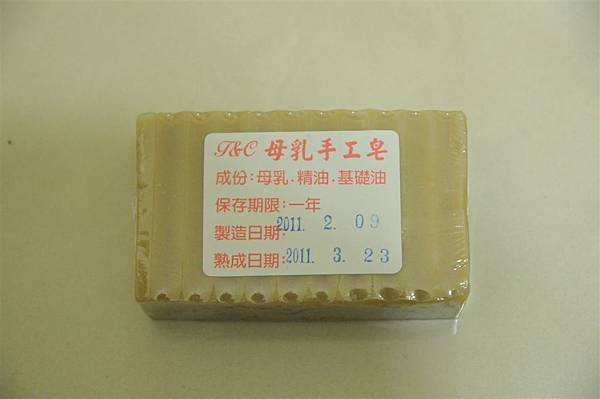 T&C 母乳手工皂
成份:母乳.精油.基礎油
保存期限:一年
製造日期:2011. 2. 09
熟成日期:2011. 3. 23